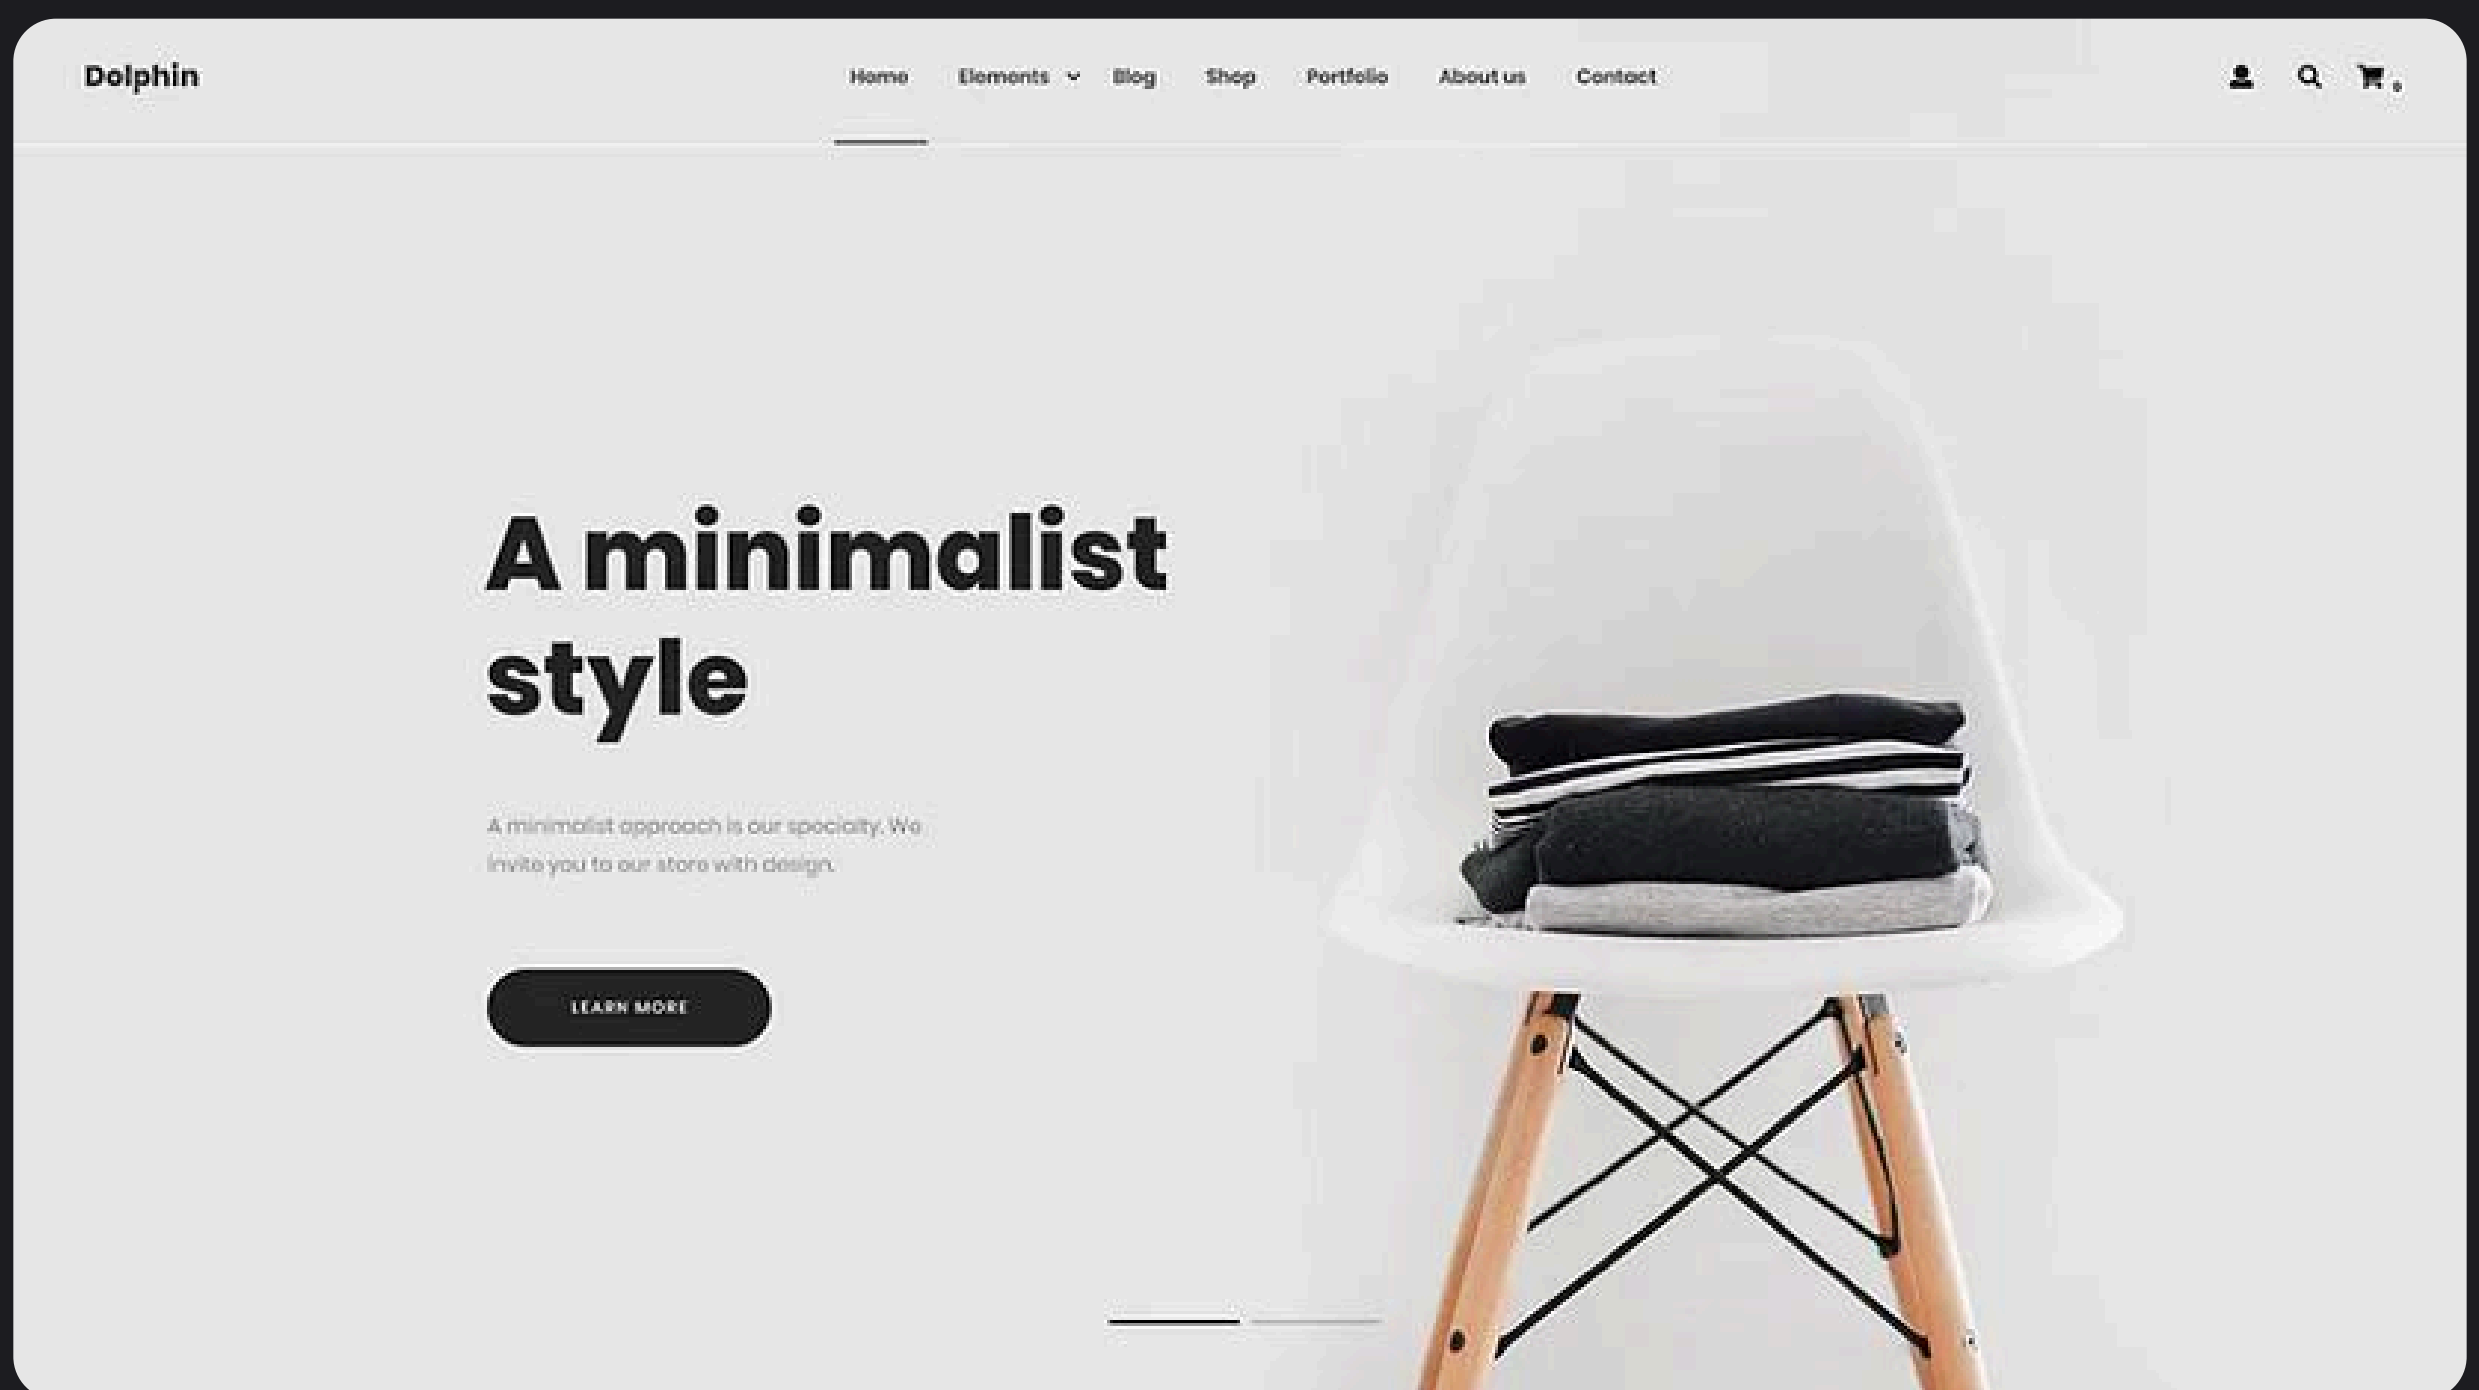 Dolphin
Home Elements Blog Shop Portfolio About us Contact
0
A minimalist
style
A minimalist approach is our specialty. We
invite you to our store with design.
LEARN MORE